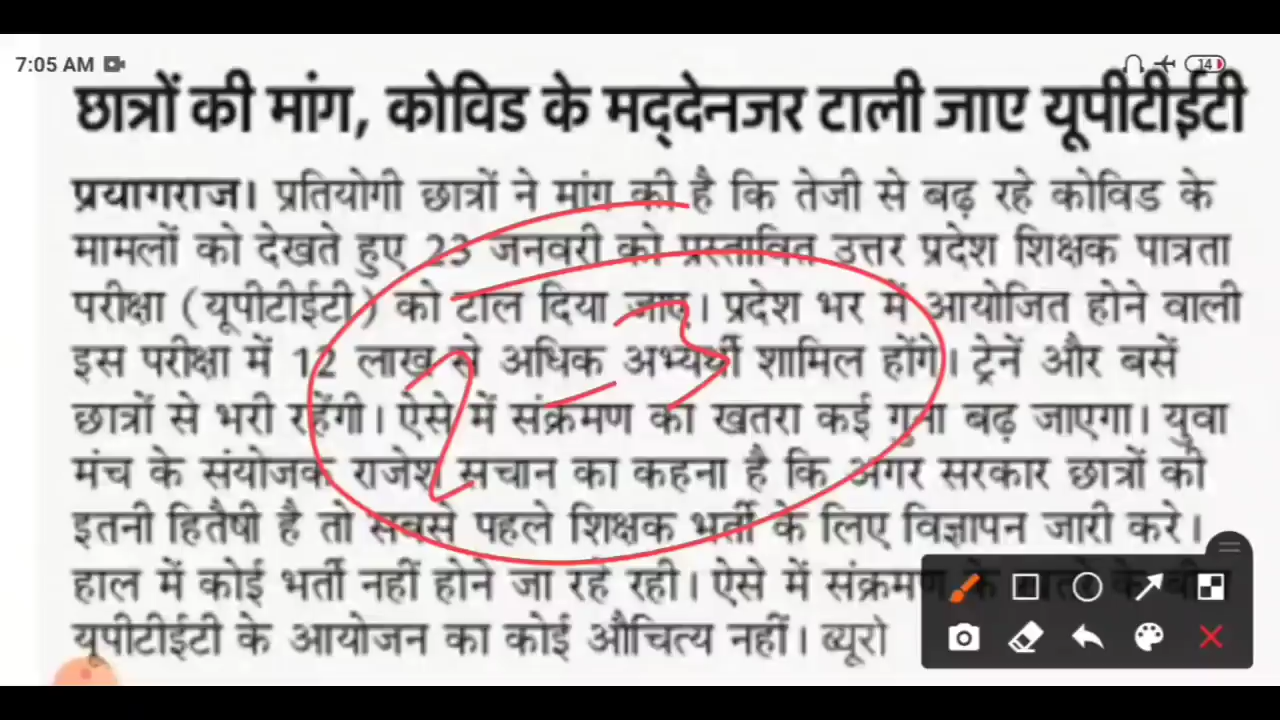 7:05 AM
14
छात्रों की मांग, कोविड के मद्देनजर टाली जाए यूपीटीईटी
प्रयागराज। प्रतियोगी छात्रों ने मांग की है कि तेजी से बढ़ रहे कोविड के
मामलों को देखते हुए 23 जनवरी को प्रस्तावित उत्तर प्रदेश शिक्षक पात्रता
परीक्षा (यूपीटीईटी) को टाल दिया जाए। प्रदेश भर में आयोजित होने वाली
इस परीक्षा में 12 लाख से अधिक अभ्यर्थी शामिल होंगे। ट्रेनें और बसें
छात्रों से भरी रहेंगी। ऐसे में संक्रमण का खतरा कई गुना बढ़ जाएगा। युवा
मंच के संयोजक राजेश सचान का कहना है कि अगर सरकार छात्रों की
इतनी हितैषी है तो सबसे पहले शिक्षक भर्ती के लिए विज्ञापन जारी करे।
हाल में कोई भर्ती नहीं होने जा रहे रही। ऐसे में संक्रमण के के बीच
यूपीटीईटी के आयोजन का कोई औचित्य नहीं। ब्यूरो
2-3